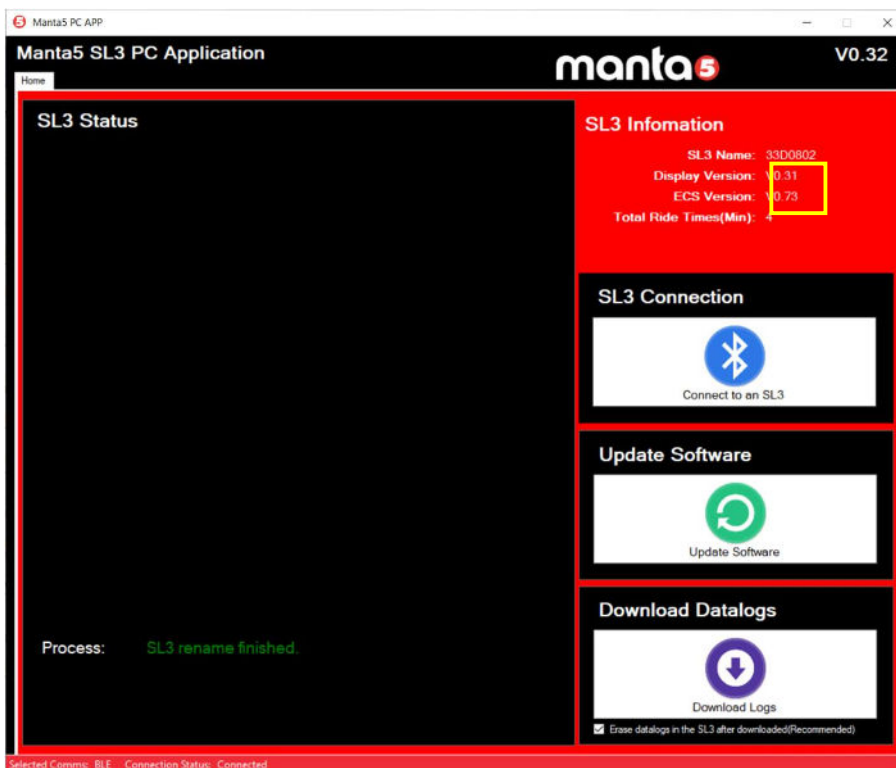 Manta5 PC APP
Manta5 SL3 PC Application
manta5
V0.32
Home
SL3 Status
SL3 Infomation
SL3 Name: 33D0802
Display Version: V0.31
ECS Version: V0.73
Total Ride Times(Min): 4
SL3 Connection
Connect to an SL3
Update Software
Update Software
Download Datalogs
Process: SL3 rename finished.
Download Logs
Erase datalogs in the SL3 after downloaded(Recommended)
Selected Comms: BLE Connection Status: Connected